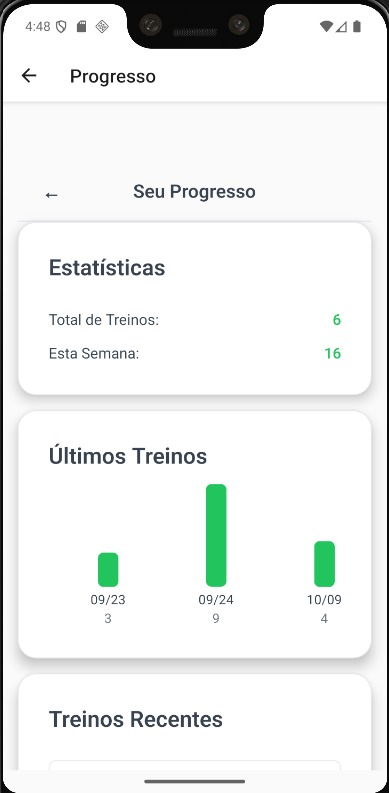 4:48
← Progresso
← Seu Progresso
Estatísticas
Total de Treinos: 6
Esta Semana: 16
Últimos Treinos
09/23 09/24 10/09
3 9 4
Treinos Recentes